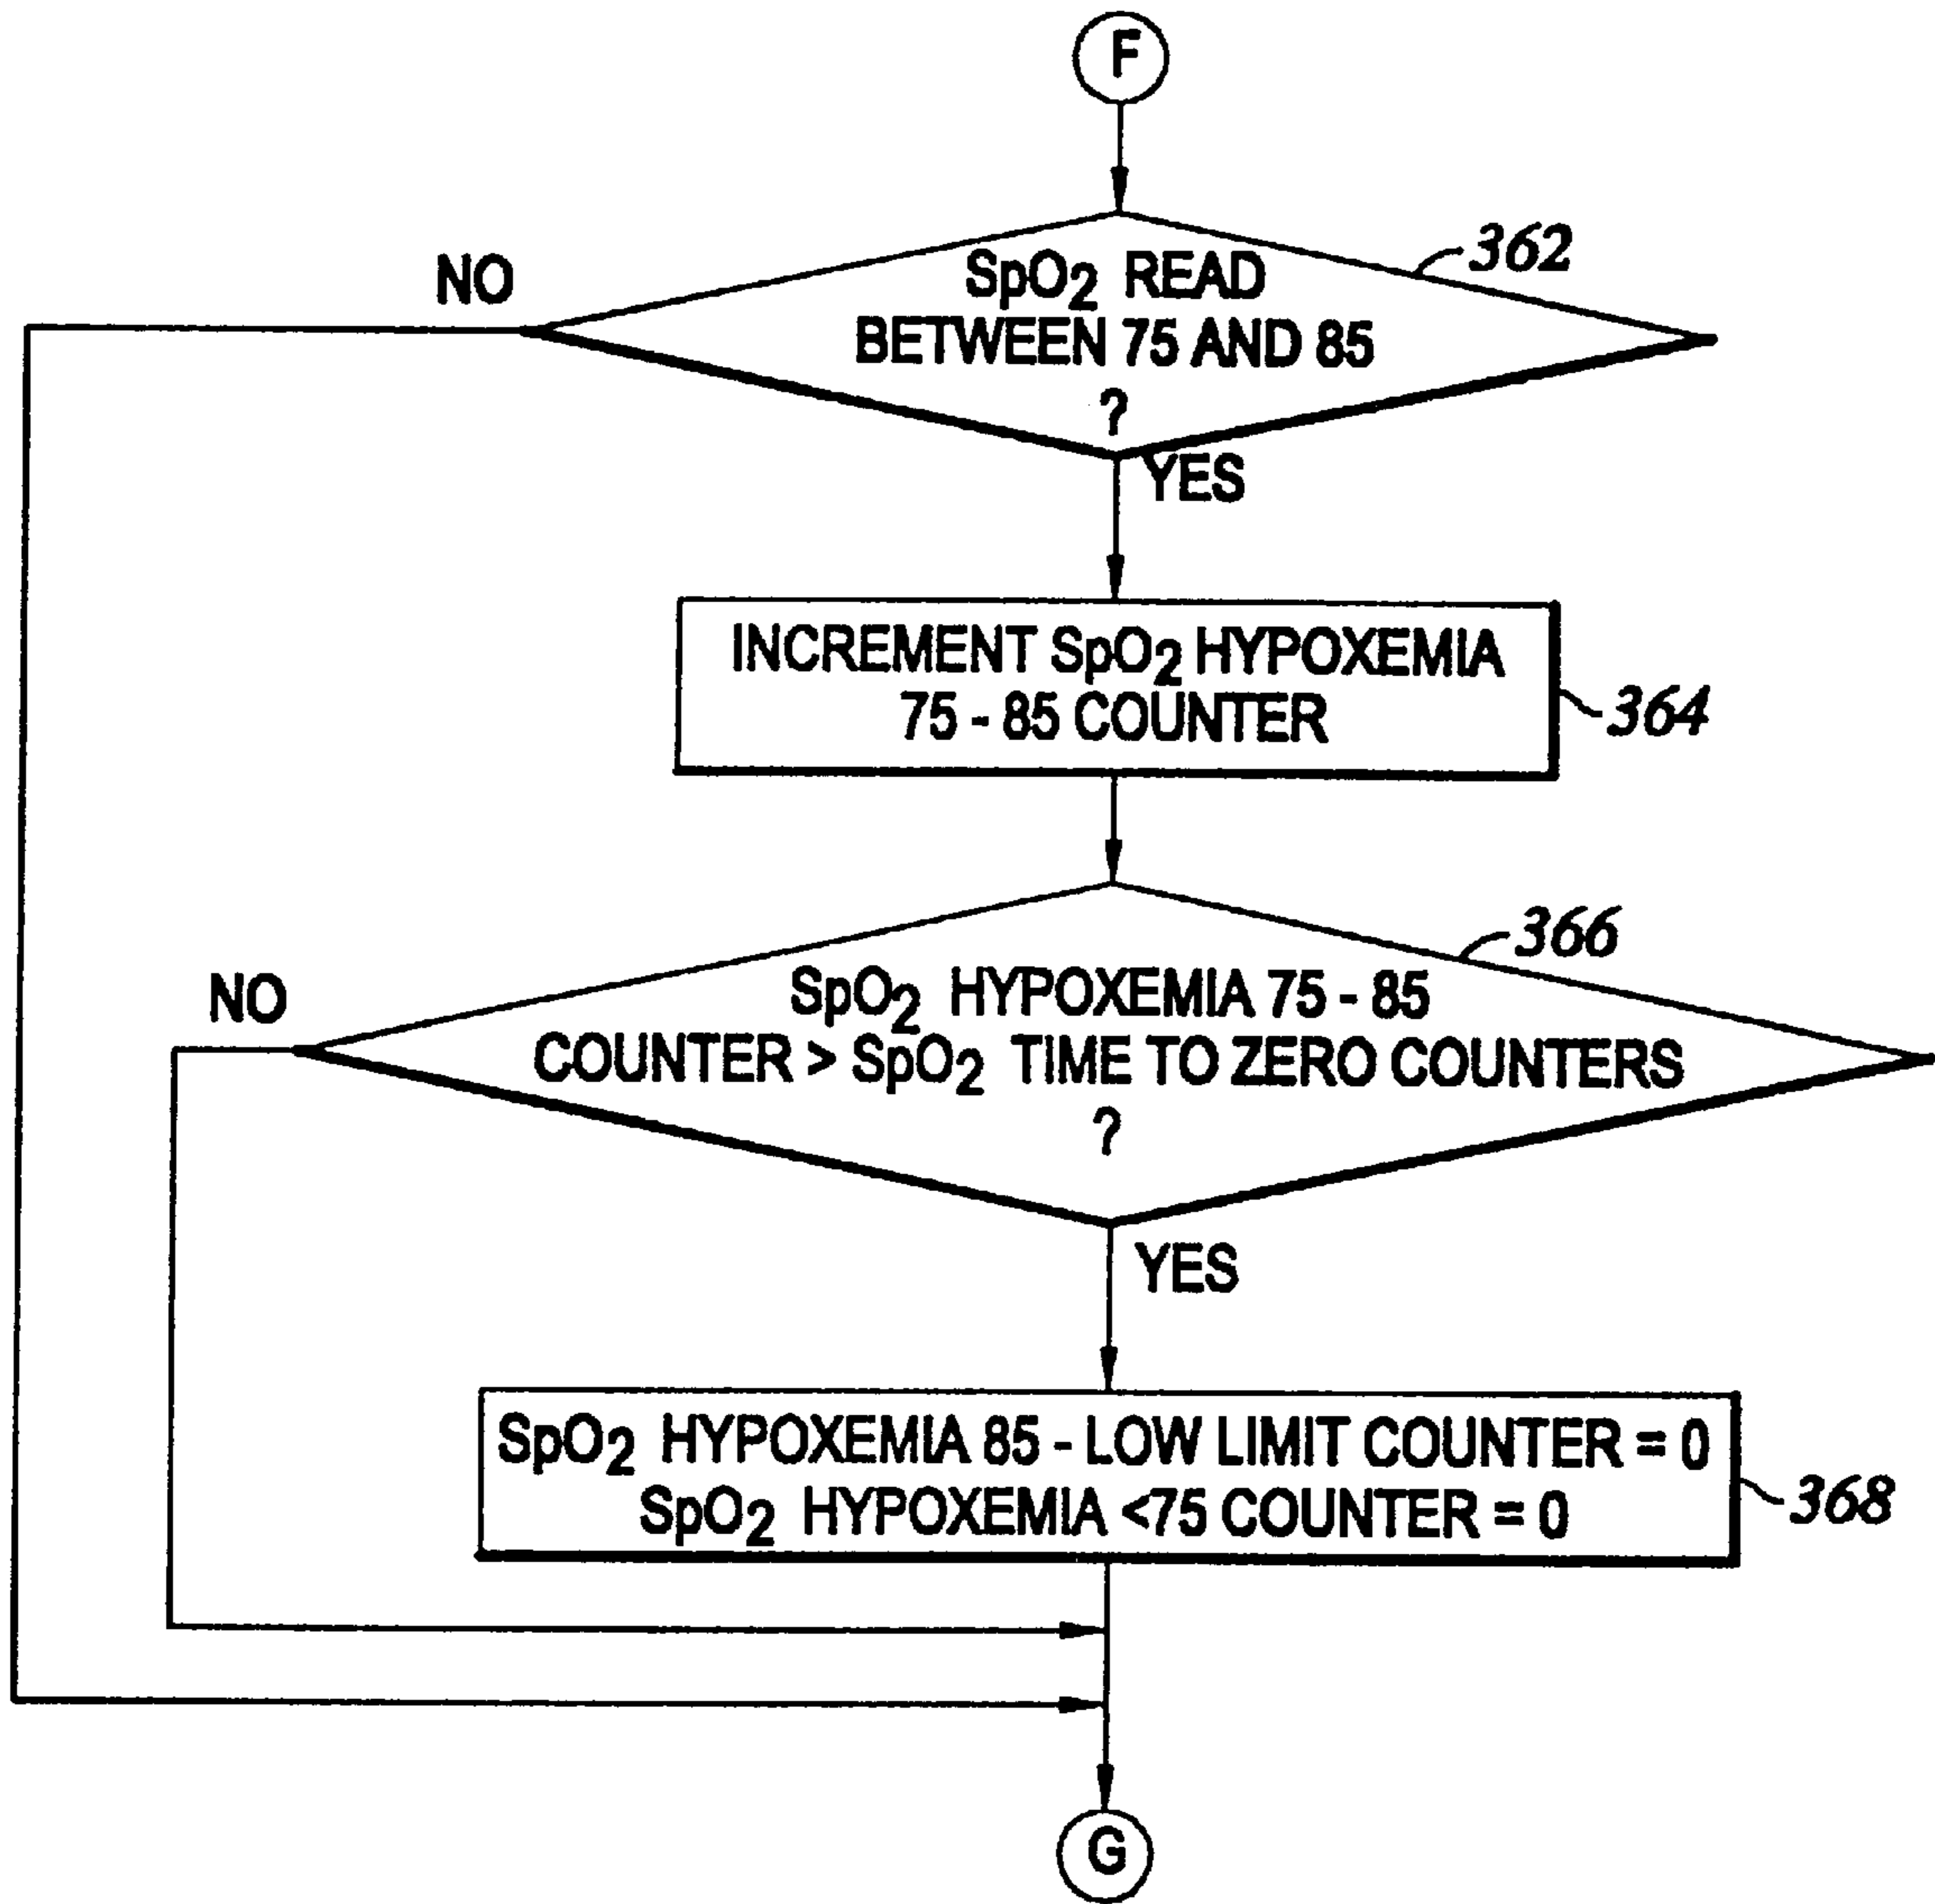 F
362
NO
SpO2 READ
BETWEEN 75 AND 85
?
YES
INCREMENT SpO2 HYPOXEMIA
75 - 85 COUNTER
364
366
NO
SpO2 HYPOXEMIA 75 - 85
COUNTER > SpO2 TIME TO ZERO COUNTERS
?
YES
SpO2 HYPOXEMIA 85 - LOW LIMIT COUNTER = 0
SpO2 HYPOXEMIA <75 COUNTER = 0
368
G